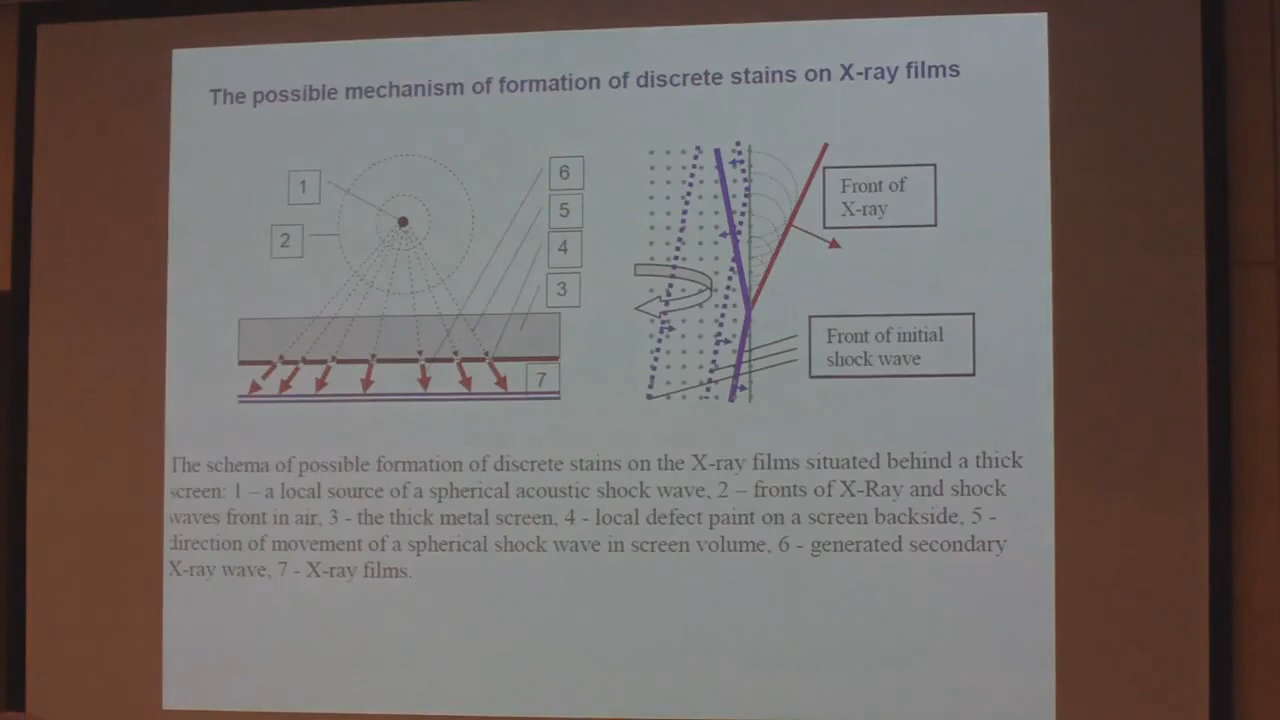 The possible mechanism of formation of discrete stains on X-ray films
1
2
6
5
4
3
7
Front of
X-ray
Front of initial
shock wave
The schema of possible formation of discrete stains on the X-ray films situated behind a thick
screen: 1 – a local source of a spherical acoustic shock wave, 2 – fronts of X-Ray and shock
waves front in air, 3 - the thick metal screen, 4 - local defect paint on a screen backside, 5 -
direction of movement of a spherical shock wave in screen volume, 6 - generated secondary
X-ray wave, 7 - X-ray films.